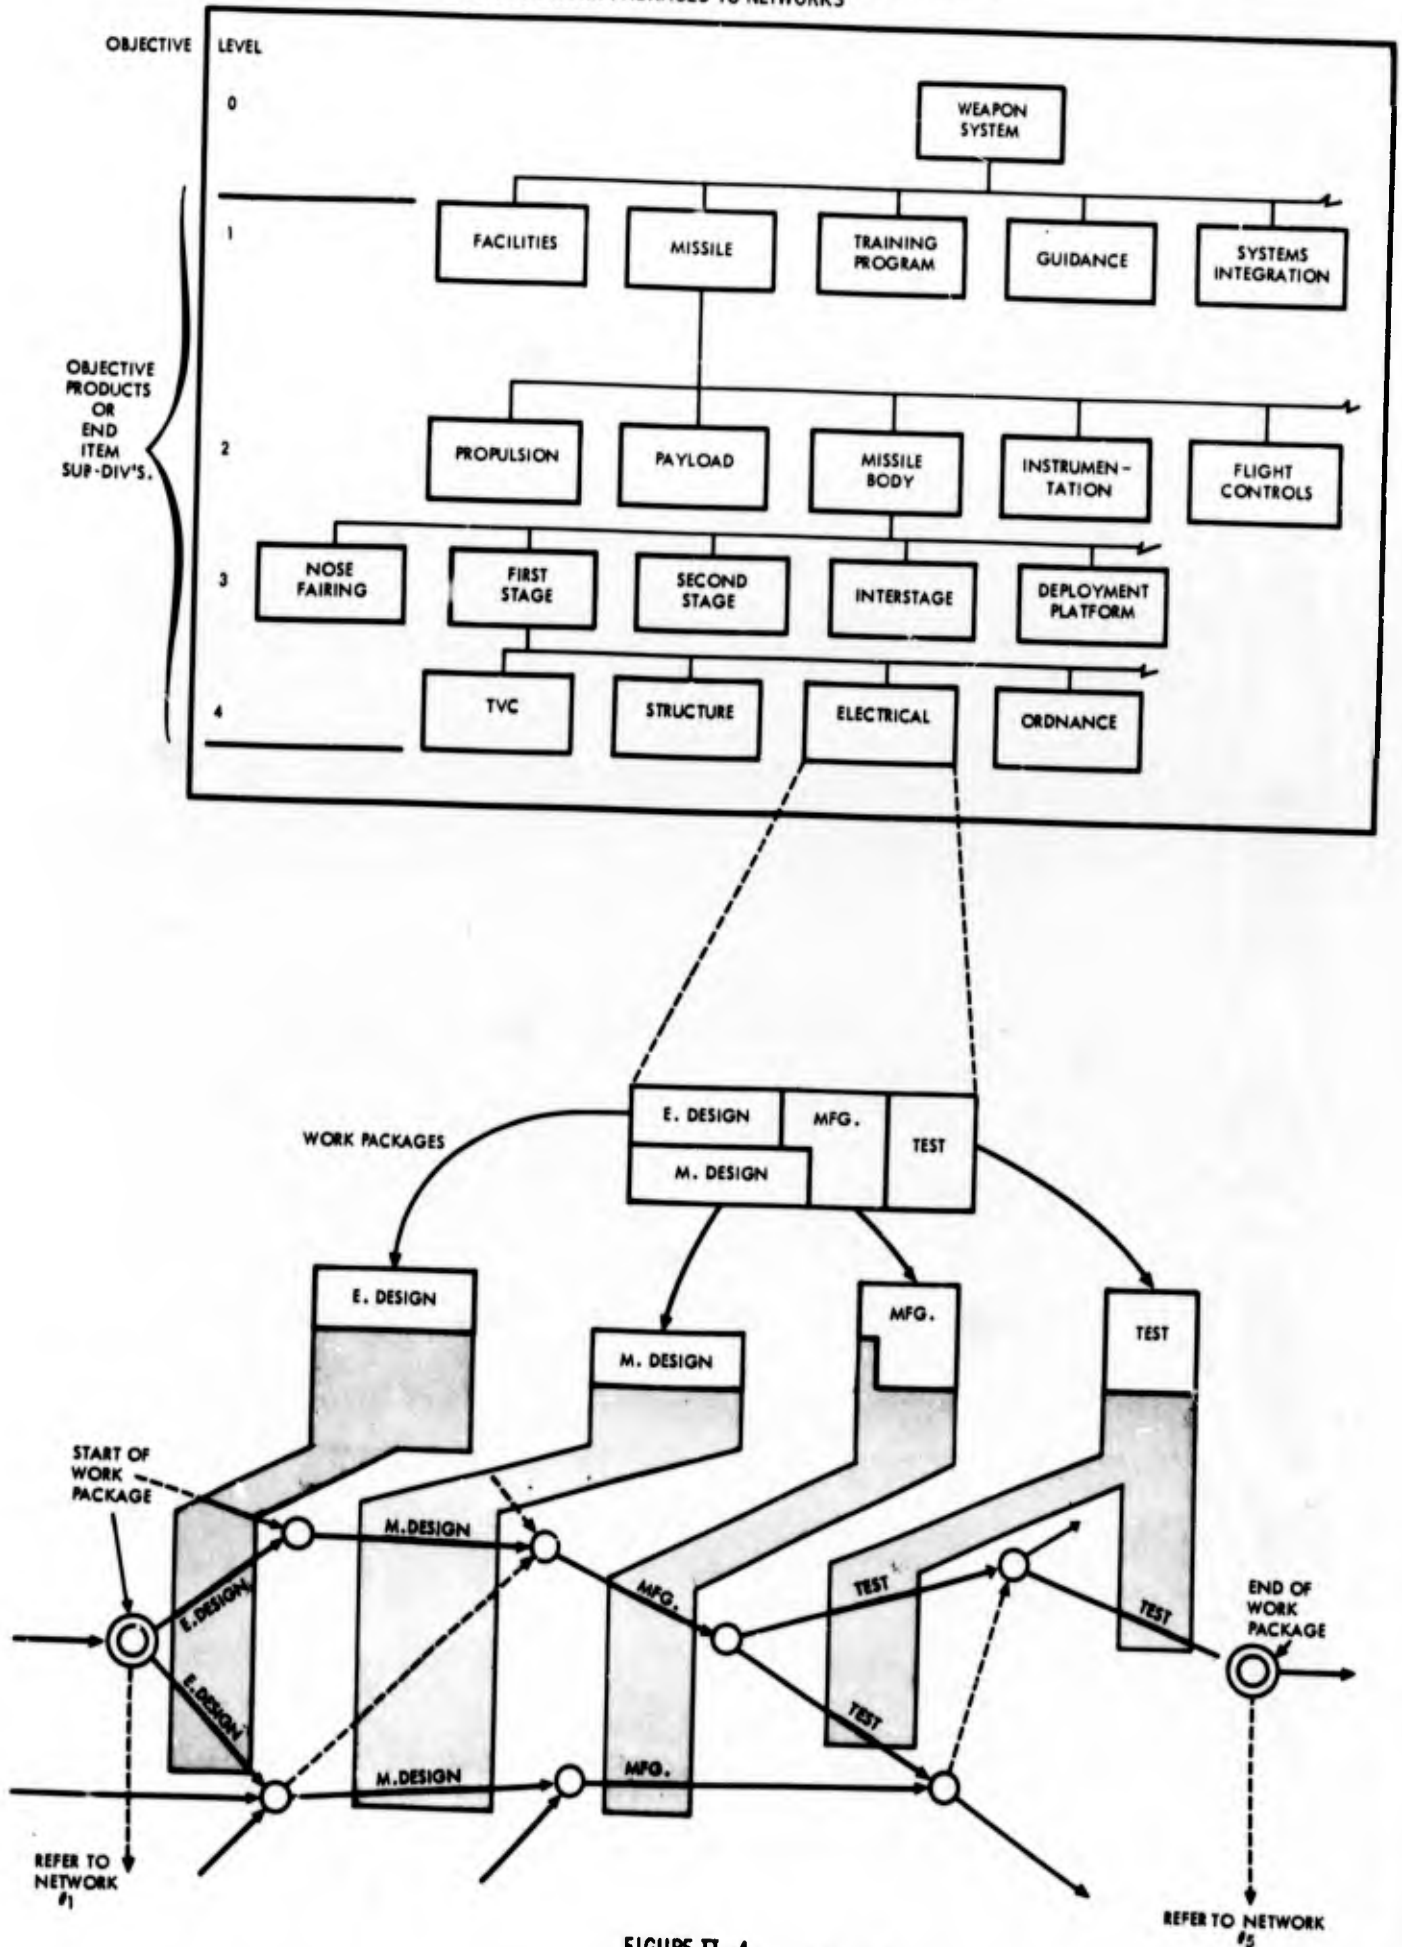 PACKAGES TO NETWORKS
OBJECTIVE
LEVEL
0
WEAPON
SYSTEM
1
FACILITIES
MISSILE
TRAINING
PROGRAM
GUIDANCE
SYSTEMS
INTEGRATION
OBJECTIVE
PRODUCTS
OR
END
ITEM
SUB-DIV'S.
2
PROPULSION
PAYLOAD
MISSILE
BODY
INSTRUMEN-
TATION
FLIGHT
CONTROLS
3
NOSE
FAIRING
FIRST
STAGE
SECOND
STAGE
INTERSTAGE
DEPLOYMENT
PLATFORM
4
TVC
STRUCTURE
ELECTRICAL
ORDNANCE
WORK PACKAGES
E. DESIGN
MFG.
TEST
M. DESIGN
E. DESIGN
M. DESIGN
MFG.
TEST
START OF
WORK
PACKAGE
M.DESIGN
E.DESIGN
MFG.
TEST
TEST
END OF
WORK
PACKAGE
E.DESIGN
TEST
M.DESIGN
MFG.
REFER TO
NETWORK
#1
REFER TO NETWORK
#5